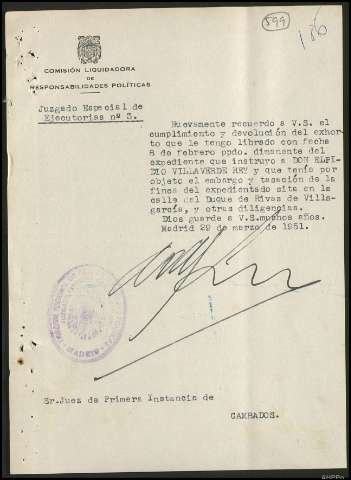 599
186
COMISIÓN LIQUIDADORA
DE
RESPONSABILIDADES POLÍTICAS
Juzgado Especial de
Ejecutorias nº 3.
Nuevamente recuerdo a V.S. el
cumplimiento y devolución del exhor-
to que le tengo librado con fecha
8 de febrero ppdo. dimanante del
expediente que instruyo a DON ELPI-
DIO VILLAVERDE REY y que tenía por
objeto el embargo y tasación de la
finca del expedientado sita en la
calle del Duque de Rivas de Villa-
garcía, y otras diligencias.
Dios guarde a V.S.muchos años.
Madrid 29 de marzo de 1951.
MADRID
Sr.Juez de Primera Instancia de
CAMBADOS.